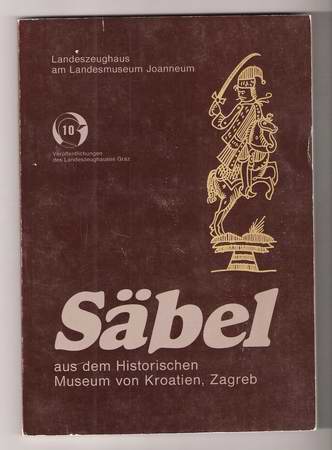 Landeszeughaus
am Landesmuseum Joanneum
10
Veröffentlichungen
des Landeszeughauses Graz
Säbel
aus dem Historischen
Museum von Kroatien, Zagreb